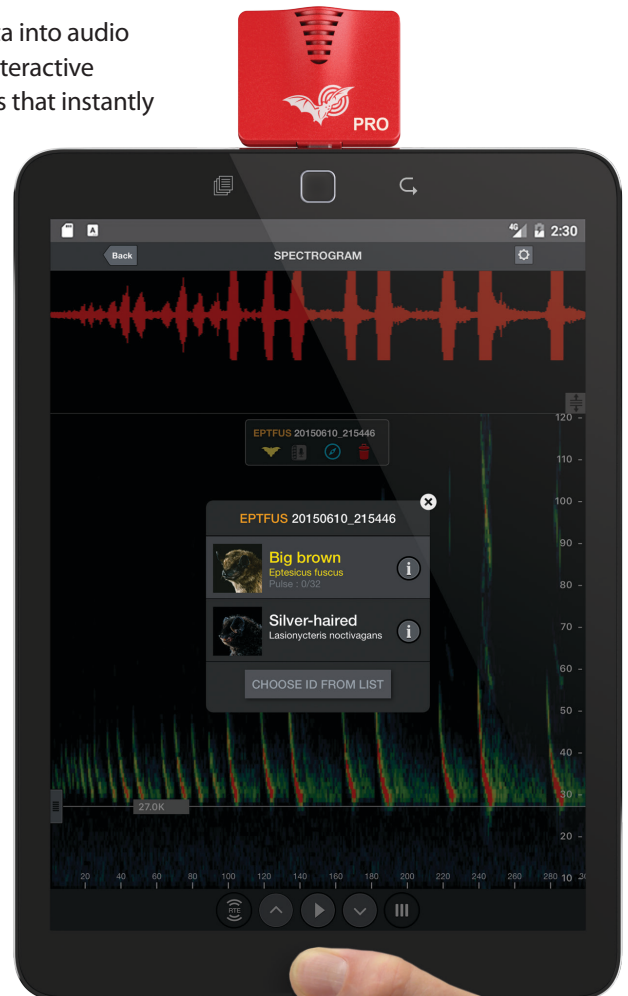 ta into audio
nteractive
s that instantly
PRO
4G 2:30
A
Back
SPECTROGRAM
EPTFUS 20150610_215446
EPTFUS 20150610_215446
Big brown
Eptesicus fuscus
Pulse : 0/32
i
Silver-haired
Lasionycteris noctivagans
i
CHOOSE ID FROM LIST
120
110
100
90
80
70
60
50
40
30
27.0K
20
10
20 40 60 80 100 120 140 160 180 200 220 240 260 280
RTE